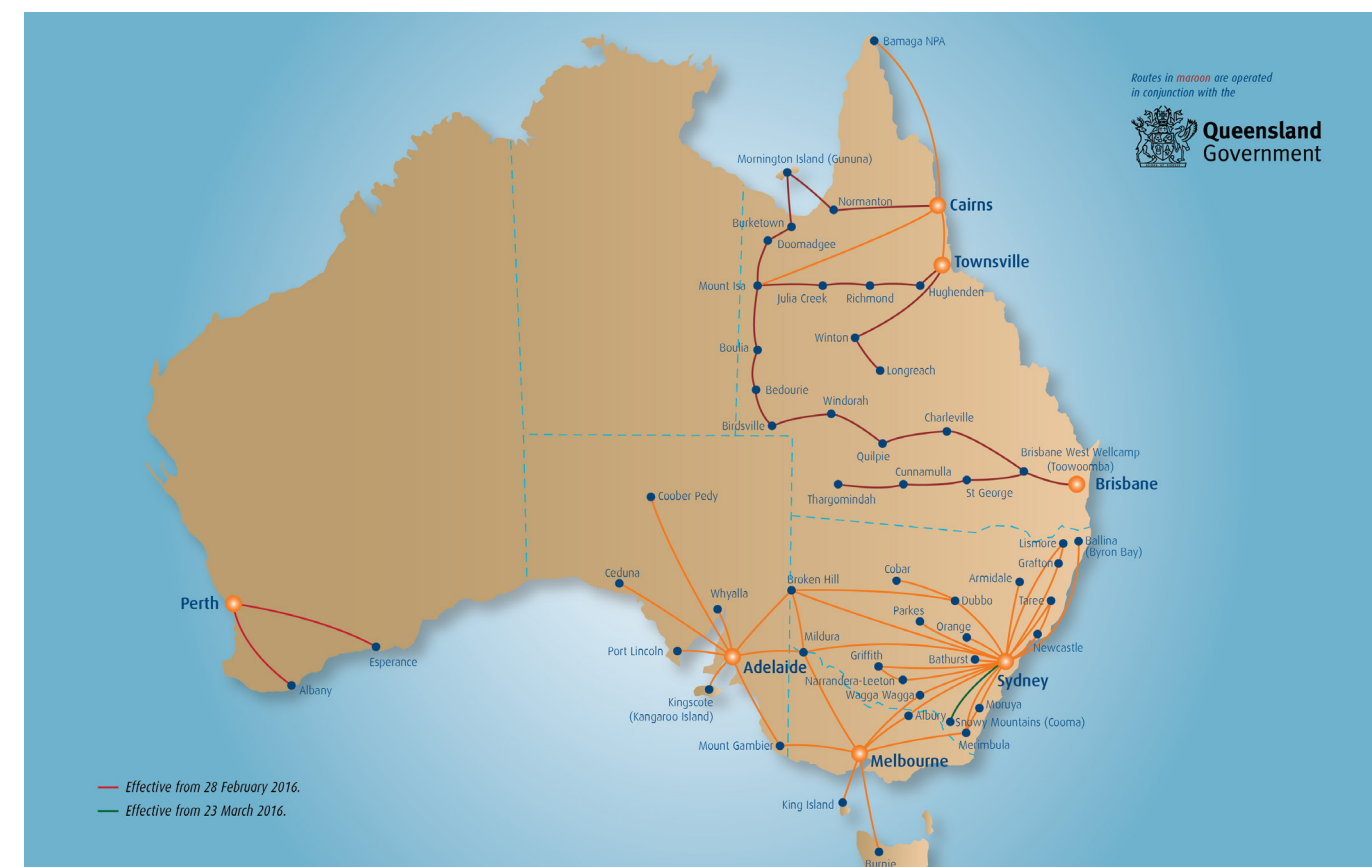 Bamaga NPA
Routes in maroon are operated
in conjunction with the
Queensland
Government
Mornington Island (Gununa)
Normanton
Cairns
Burketown
Doomadgee
Townsville
Mount Isa
Julia Creek
Richmond
Hughenden
Winton
Boulia
Longreach
Bedourie
Windorah
Charleville
Birdsville
Quilpie
Brisbane West Wellcamp
(Toowoomba)
Cunnamulla
St George
Thargomindah
Brisbane
Coober Pedy
Lismore
Ballina
(Byron Bay)
Grafton
Ceduna
Cobar
Armidale
Broken Hill
Whyalla
Dubbo
Taree
Perth
Parkes
Orange
Mildura
Newcastle
Esperance
Port Lincoln
Adelaide
Griffith
Bathurst
Narrandera-Leeton
Sydney
Albany
Kingscote
(Kangaroo Island)
Wagga Wagga
Moruya
Albury
Snowy Mountains (Cooma)
Mount Gambier
Merimbula
Melbourne
Effective from 28 February 2016.
King Island
Effective from 23 March 2016.
Burnie